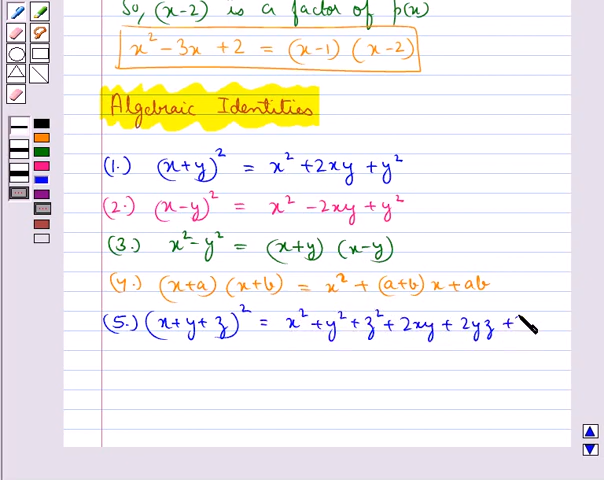 So, (x-2) is a factor of p(x)
x² - 3x + 2 = (x-1) (x-2)
Algebraic Identities
(1.) (x+y)² = x² + 2xy + y²
(2.) (x-y)² = x² - 2xy + y²
(3.) x² - y² = (x+y) (x-y)
(4.) (x+a) (x+b) = x² + (a+b) x + ab
(5.) (x+y+z)² = x² + y² + z² + 2xy + 2yz +